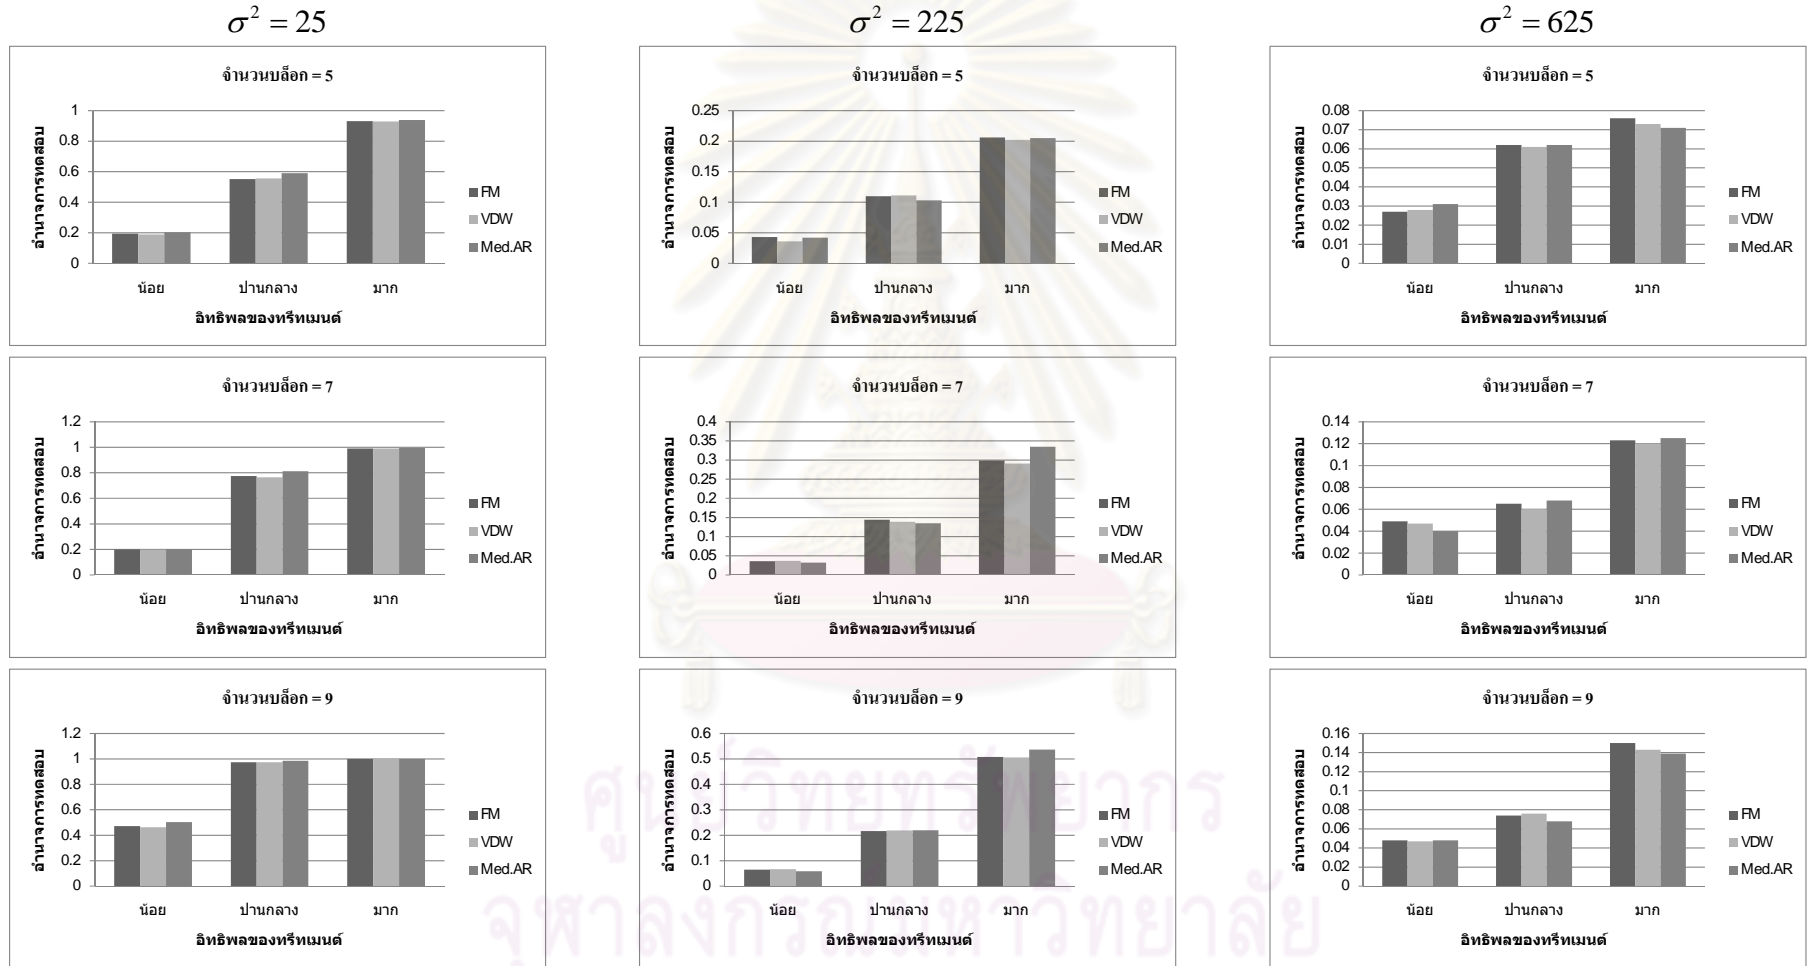 σ² = 25
จำนวนบล็อก = 5
อำนาจการทดสอบ
1
0.8
0.6
0.4
0.2
0
น้อย ปานกลาง มาก
อิทธิพลของทรีทเมนต์
FM
VDW
Med.AR
จำนวนบล็อก = 7
อำนาจการทดสอบ
1.2
1
0.8
0.6
0.4
0.2
0
น้อย ปานกลาง มาก
อิทธิพลของทรีทเมนต์
FM
VDW
Med.AR
จำนวนบล็อก = 9
อำนาจการทดสอบ
1.2
1
0.8
0.6
0.4
0.2
0
น้อย ปานกลาง มาก
อิทธิพลของทรีทเมนต์
FM
VDW
Med.AR
σ² = 225
จำนวนบล็อก = 5
อำนาจการทดสอบ
0.25
0.2
0.15
0.1
0.05
0
น้อย ปานกลาง มาก
อิทธิพลของทรีทเมนต์
FM
VDW
Med.AR
จำนวนบล็อก = 7
อำนาจการทดสอบ
0.4
0.35
0.3
0.25
0.2
0.15
0.1
0.05
0
น้อย ปานกลาง มาก
อิทธิพลของทรีทเมนต์
FM
VDW
Med.AR
จำนวนบล็อก = 9
อำนาจการทดสอบ
0.6
0.5
0.4
0.3
0.2
0.1
0
น้อย ปานกลาง มาก
อิทธิพลของทรีทเมนต์
FM
VDW
Med.AR
σ² = 625
จำนวนบล็อก = 5
อำนาจการทดสอบ
0.08
0.07
0.06
0.05
0.04
0.03
0.02
0.01
0
น้อย ปานกลาง มาก
อิทธิพลของทรีทเมนต์
FM
VDW
Med.AR
จำนวนบล็อก = 7
อำนาจการทดสอบ
0.14
0.12
0.1
0.08
0.06
0.04
0.02
0
น้อย ปานกลาง มาก
อิทธิพลของทรีทเมนต์
FM
VDW
Med.AR
จำนวนบล็อก = 9
อำนาจการทดสอบ
0.16
0.14
0.12
0.1
0.08
0.06
0.04
0.02
0
น้อย ปานกลาง มาก
อิทธิพลของทรีทเมนต์
FM
VDW
Med.AR
ศูนย์วิทยทรัพยากร
จุฬาลงกรณ์มหาวิทยาลัย